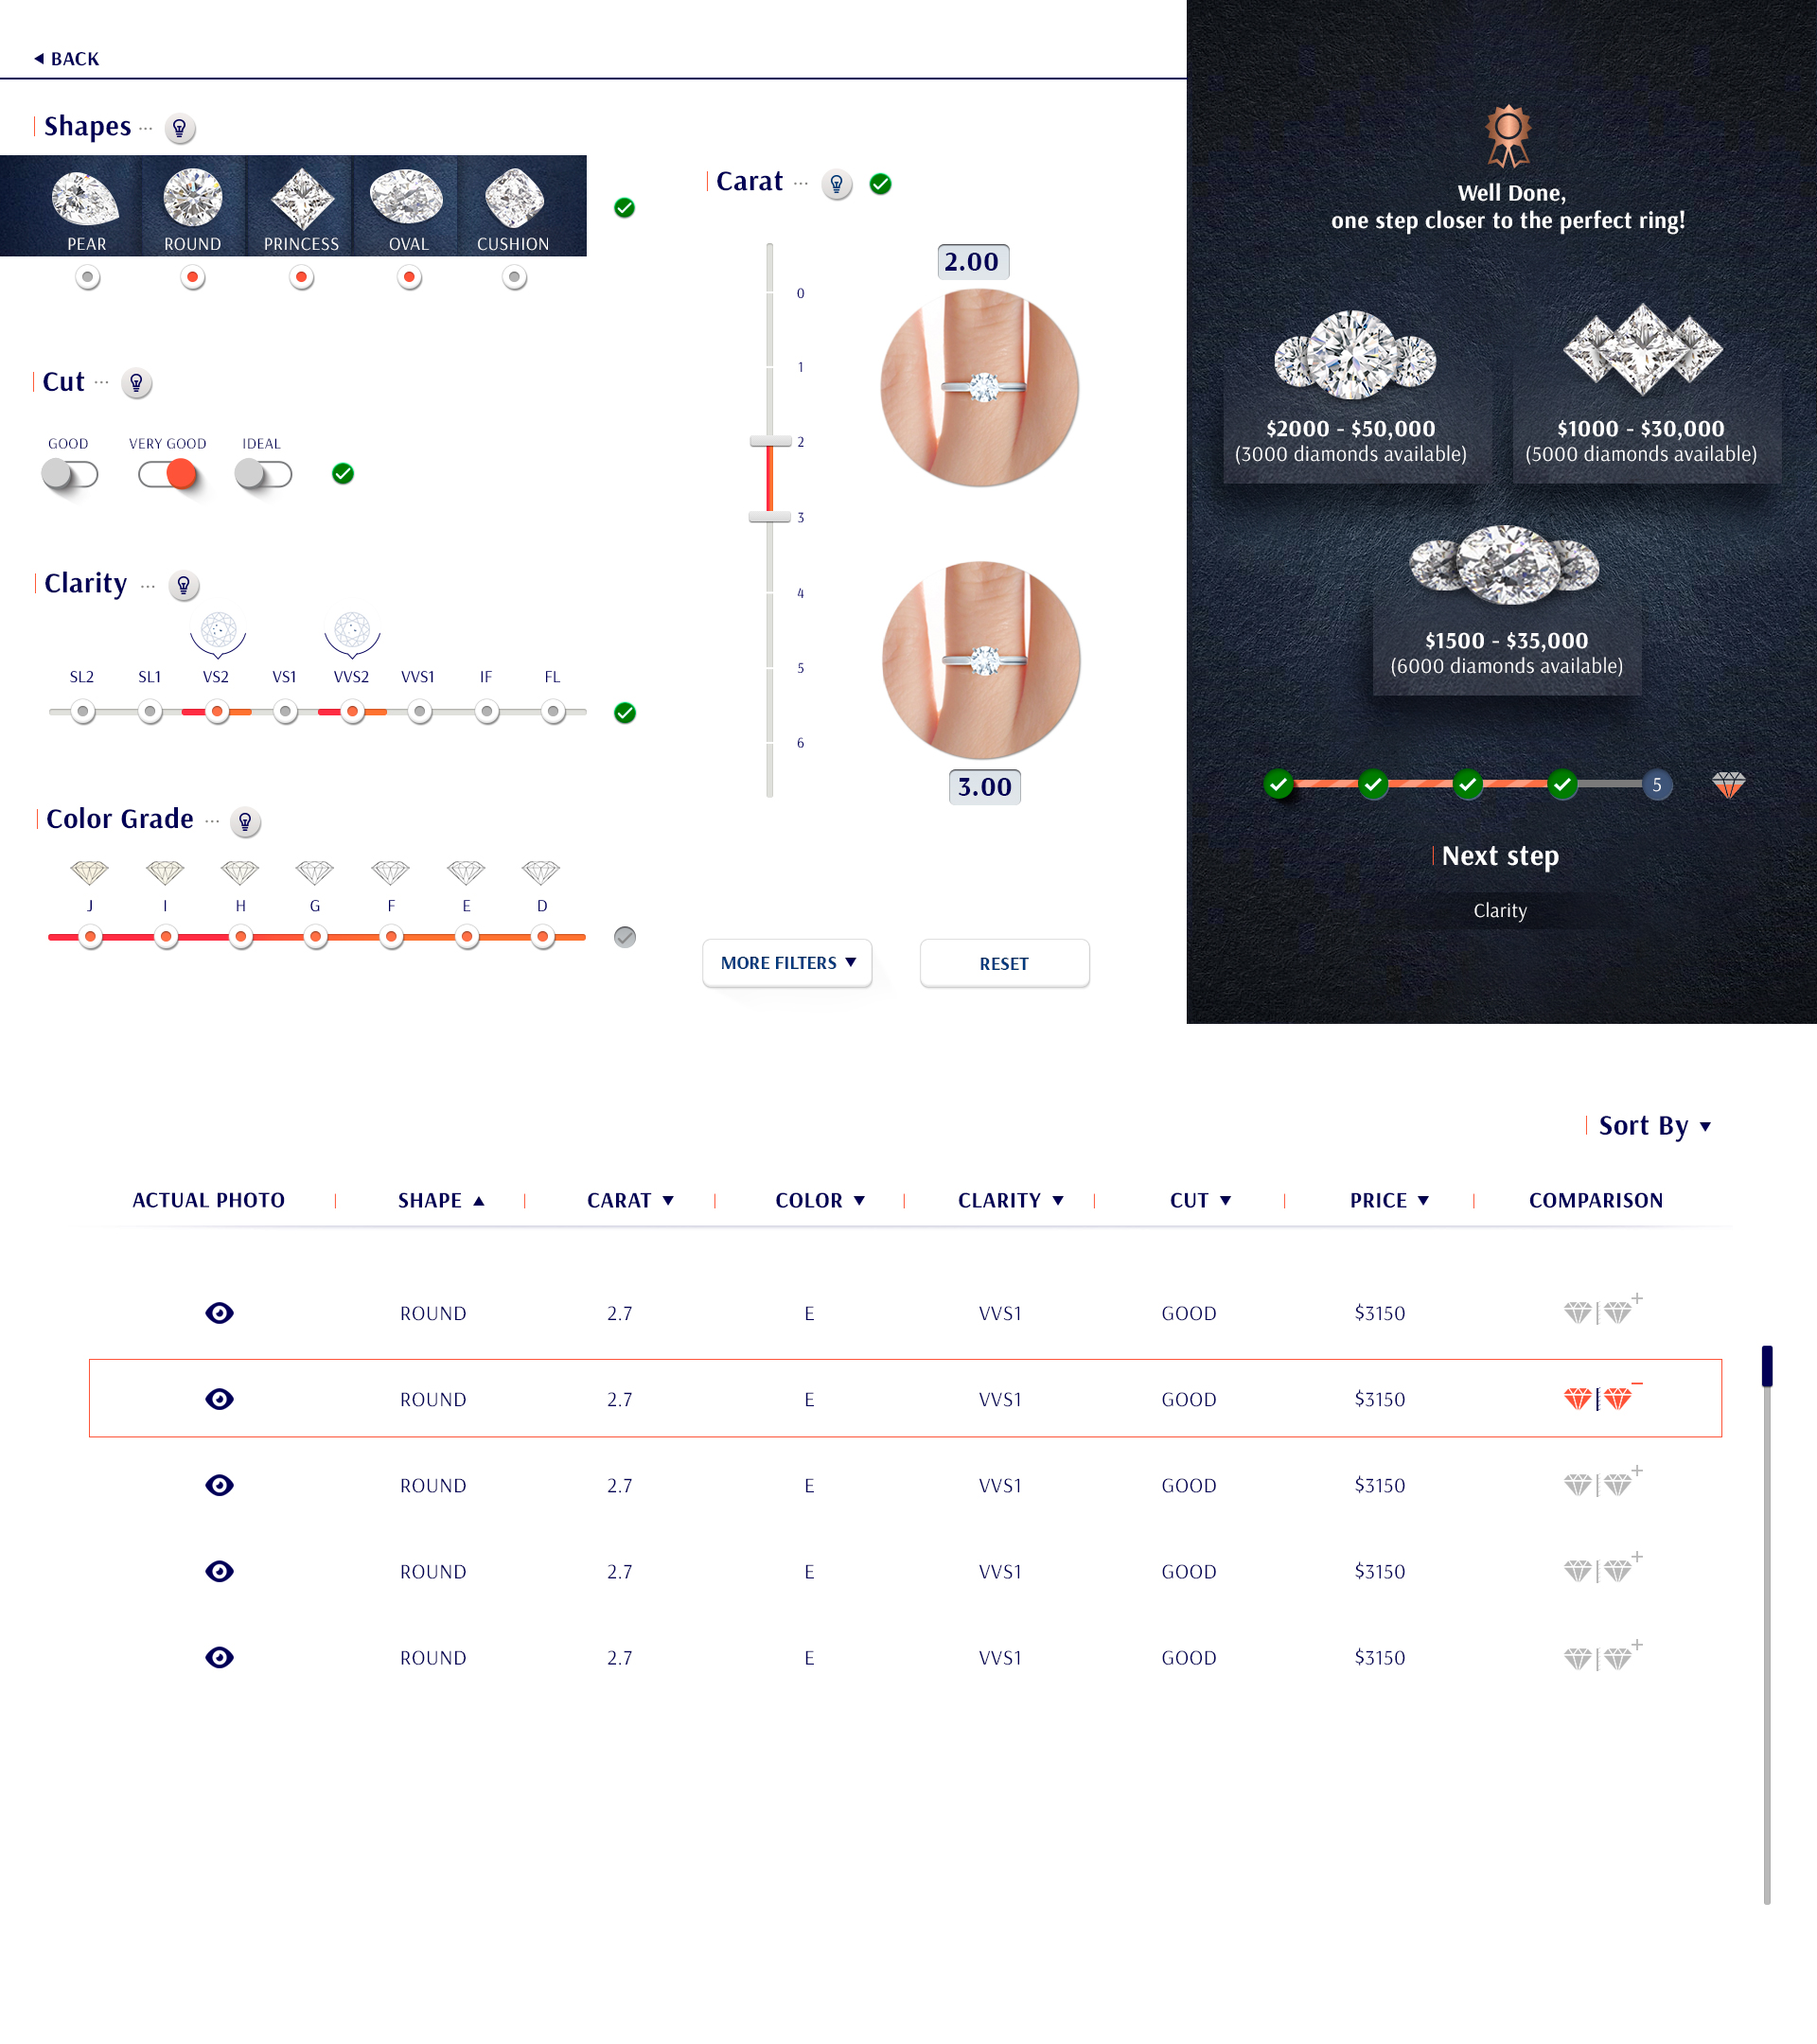 ◄ BACK
Shapes ...
PEAR ROUND PRINCESS OVAL CUSHION
Cut ...
GOOD VERY GOOD IDEAL
Clarity ...
SL2 SL1 VS2 VS1 VVS2 VVS1 IF FL
Color Grade ...
J I H G F E D
Carat ...
0
1
2
3
4
5
6
2.00
3.00
MORE FILTERS ▼
RESET
Well Done,
one step closer to the perfect ring!
$2000 - $50,000
(3000 diamonds available)
$1000 - $30,000
(5000 diamonds available)
$1500 - $35,000
(6000 diamonds available)
5
Next step
Clarity
Sort By ▼
ACTUAL PHOTO SHAPE ▲ CARAT ▼ COLOR ▼ CLARITY ▼ CUT ▼ PRICE ▼ COMPARISON
ROUND 2.7 E VVS1 GOOD $3150
ROUND 2.7 E VVS1 GOOD $3150
ROUND 2.7 E VVS1 GOOD $3150
ROUND 2.7 E VVS1 GOOD $3150
ROUND 2.7 E VVS1 GOOD $3150